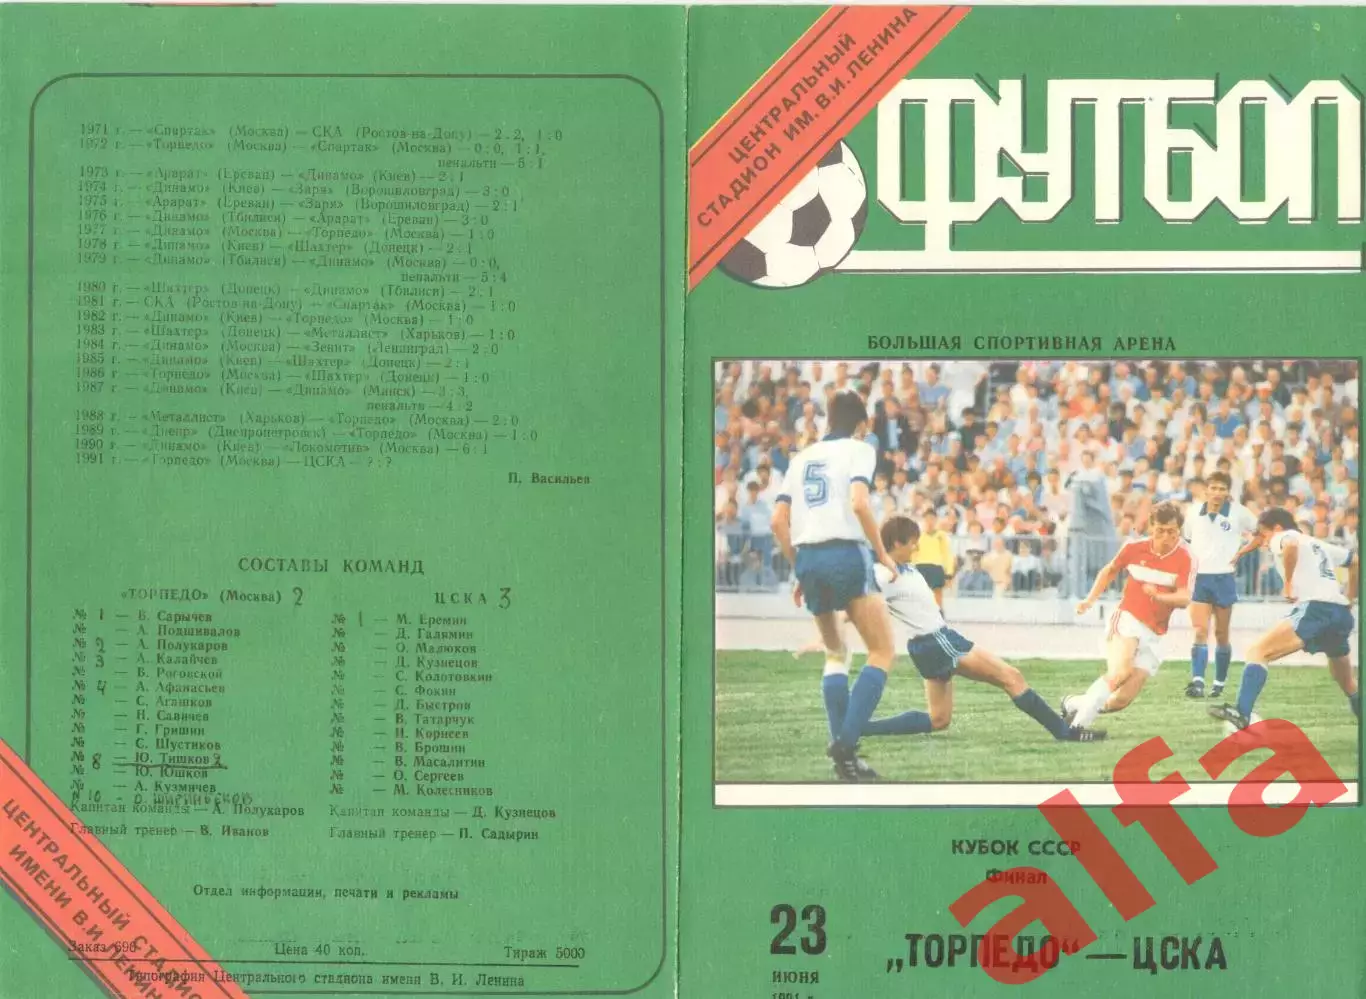 1971 г. — «Спартак» (Москва) — СКА (Ростов-на-Дону) — 2:2, 1:0
1972 г. — «Торпедо» (Москва) — «Спартак» (Москва) — 0:0, 1:1,
пенальти — 5:1
1973 г. — «Арарат» (Ереван) — «Динамо» (Киев) — 2:1
1974 г. — «Динамо» (Киев) — «Заря» (Ворошиловград) — 3:0
1975 г. — «Арарат» (Ереван) — «Заря» (Ворошиловград) — 2:1
1976 г. — «Динамо» (Тбилиси) — «Арарат» (Ереван) — 3:0
1977 г. — «Динамо» (Москва) — «Торпедо» (Москва) — 1:0
1978 г. — «Динамо» (Киев) — «Шахтер» (Донецк) — 2:1
1979 г. — «Динамо» (Тбилиси) — «Динамо» (Москва) — 0:0,
пенальти — 5:4
1980 г. — «Шахтер» (Донецк) — «Динамо» (Тбилиси) — 2:1
1981 г. — СКА (Ростов-на-Дону) — «Спартак» (Москва) — 1:0
1982 г. — «Динамо» (Киев) — «Торпедо» (Москва) — 1:0
1983 г. — «Шахтер» (Донецк) — «Металлист» (Харьков) — 1:0
1984 г. — «Динамо» (Москва) — «Зенит» (Ленинград) — 2:0
1985 г. — «Динамо» (Киев) — «Шахтер» (Донецк) — 2:1
1986 г. — «Торпедо» (Москва) — «Шахтер» (Донецк) — 1:0
1987 г. — «Динамо» (Киев) — «Динамо» (Минск) — 3:3,
пенальти — 4:2
1988 г. — «Металлист» (Харьков) — «Торпедо» (Москва) — 2:0
1989 г. — «Днепр» (Днепропетровск) — «Торпедо» (Москва) — 1:0
1990 г. — «Динамо» (Киев) — «Локомотив» (Москва) — 6:1
1991 г. — «Торпедо» (Москва) — ЦСКА — ?:?
П. Васильев
СОСТАВЫ КОМАНД
«ТОРПЕДО» (Москва) 2
№ 1 — В. Сарычев
№ — А. Подшивалов
№ 2 — А. Полукаров
№ 3 — А. Калайчев
№ — В. Роговской
№ 4 — А. Афанасьев
№ — С. Агашков
№ — Н. Савичев
№ — Г. Гришин
№ — С. Шустиков
№ 8 — Ю. Тишков 2
№ — Ю. Юшков
№ — А. Кузмичев
№ 10 - О. Ширинбеков
Капитан команды — А. Полукаров
Главный тренер — В. Иванов
ЦСКА 3
№ 1 — М. Еремин
№ — Д. Галямин
№ — О. Малюков
№ — Д. Кузнецов
№ — С. Колотовкин
№ — С. Фокин
№ — Д. Быстров
№ — В. Татарчук
№ — И. Корнеев
№ — В. Брошин
№ — В. Масалитин
№ — О. Сергеев
№ — М. Колесников
Капитан команды — Д. Кузнецов
Главный тренер — П. Садырин
Отдел информации, печати и рекламы
Заказ 690 Цена 40 коп. Тираж 5000
Типография Центрального стадиона имени В. И. Ленина
ЦЕНТРАЛЬНЫЙ СТАДИО
ИМЕНИ В.И. ЛЕНИН
ЦЕНТРАЛЬНЫЙ
СТАДИОН ИМ. В.И. ЛЕНИНА
ФУТБОЛ
БОЛЬШАЯ СПОРТИВНАЯ АРЕНА
5
2
КУБОК СССР
Финал
23
ИЮНЯ
1991 г.
„ТОРПЕДО" — ЦСКА
alfa